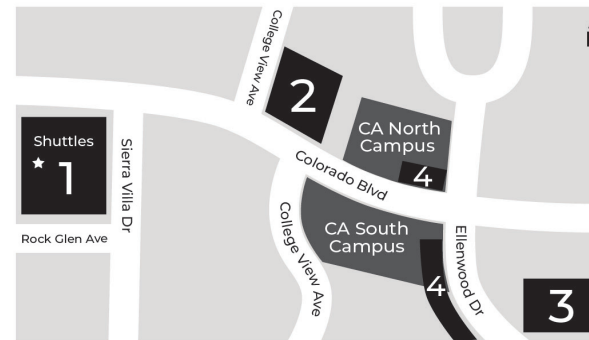 College View Ave
2
CA North
Campus
4
Shuttles
1
Sierra Villa Dr
Colorado Blvd
Rock Glen Ave
College View Ave
CA South
Campus
4
Ellenwood Dr
3